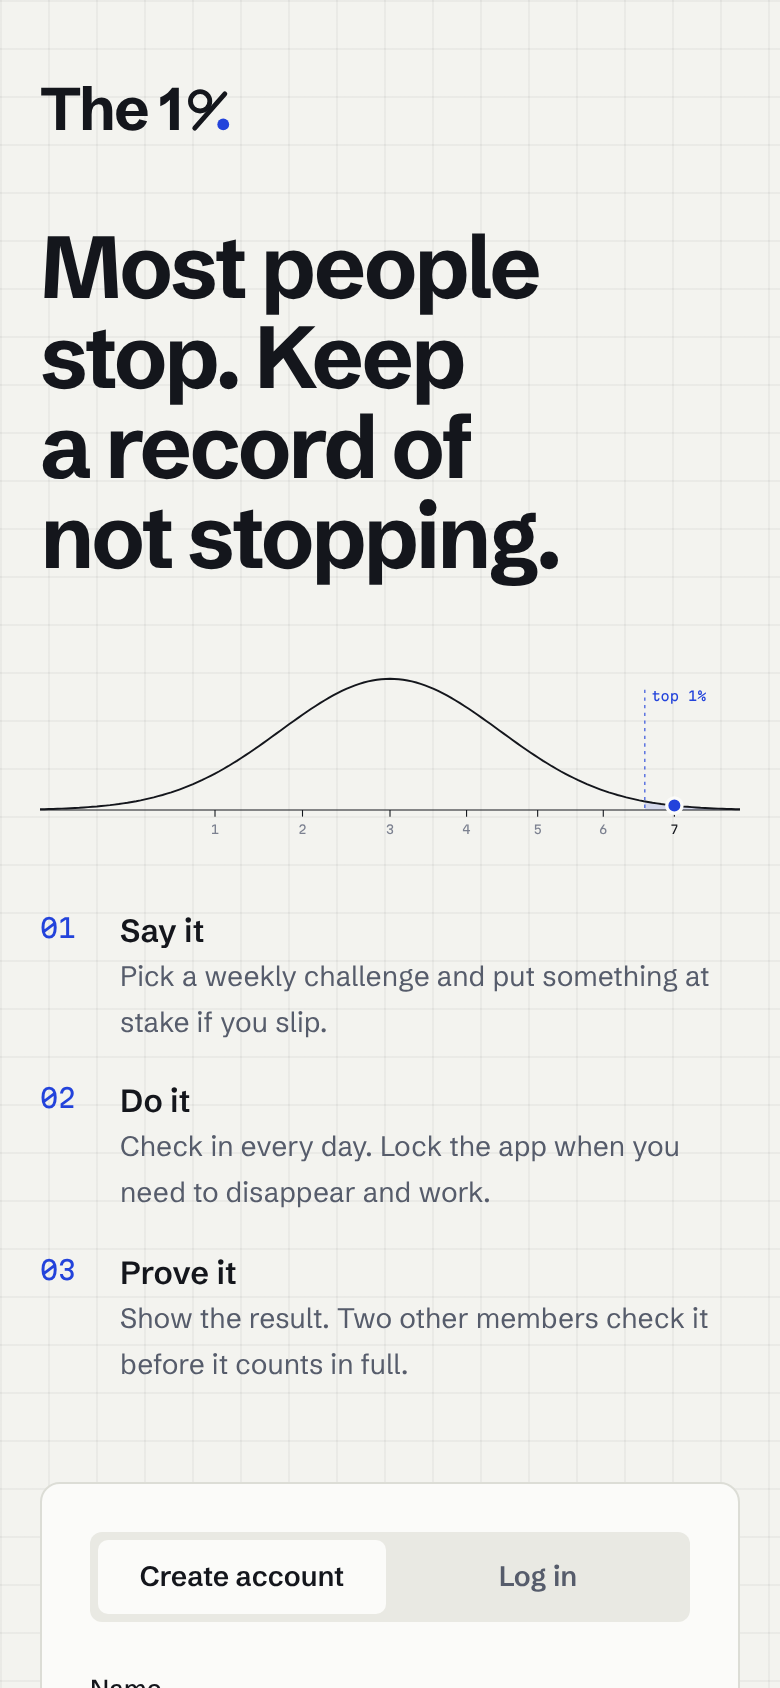 The 1%
Most people
stop. Keep
a record of
not stopping.
top 1%
1 2 3 4 5 6 7
01 Say it
Pick a weekly challenge and put something at
stake if you slip.
02 Do it
Check in every day. Lock the app when you
need to disappear and work.
03 Prove it
Show the result. Two other members check it
before it counts in full.
Create account Log in
Name